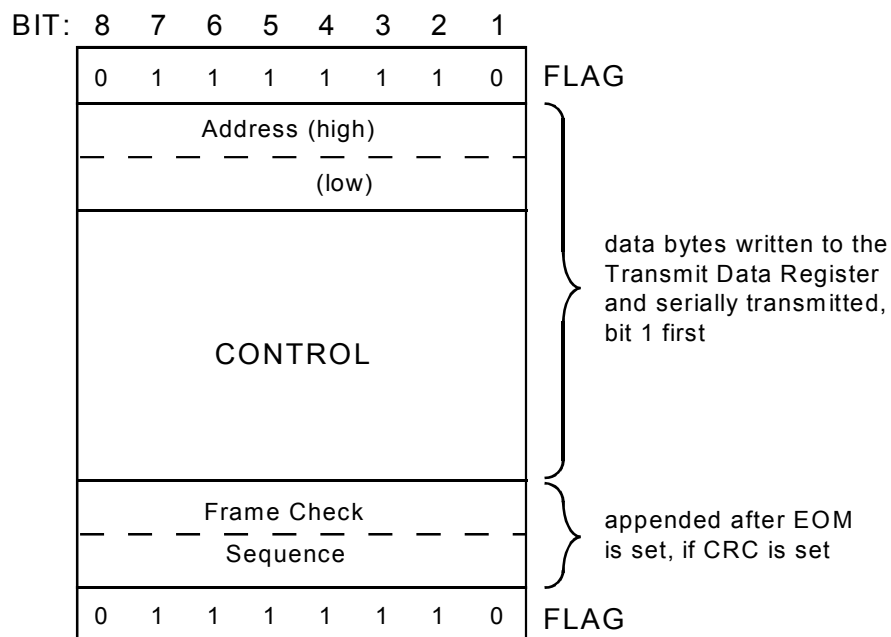 BIT: 8 7 6 5 4 3 2 1
0 1 1 1 1 1 1 0 FLAG
Address (high)
(low)
data bytes written to the
Transmit Data Register
and serially transmitted,
bit 1 first
CONTROL
Frame Check
Sequence
appended after EOM
is set, if CRC is set
0 1 1 1 1 1 1 0 FLAG